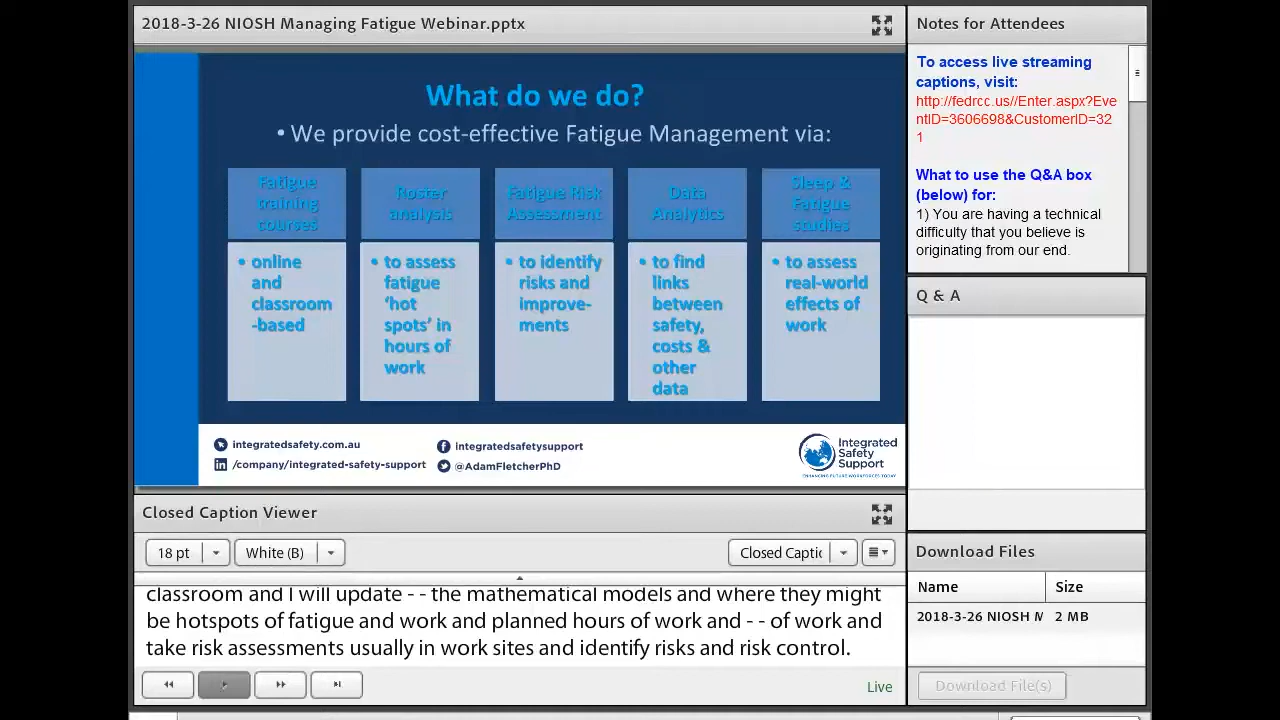 2018-3-26 NIOSH Managing Fatigue Webinar.pptx
What do we do?
• We provide cost-effective Fatigue Management via:
Fatigue
training
courses
• online
and
classroom
-based
Roster
analysis
• to assess
fatigue
‘hot
spots’ in
hours of
work
Fatigue Risk
Assessment
• to identify
risks and
improve-
ments
Data
Analytics
• to find
links
between
safety,
costs &
other
data
Sleep &
Fatigue
studies
• to assess
real-world
effects of
work
integratedsafety.com.au
integratedsafetysupport
/company/integrated-safety-support
@AdamFletcherPhD
Integrated
Safety
Support
ENHANCING FUTURE WORKFORCES TODAY
Closed Caption Viewer
18 pt
White (B)
Closed Captic
classroom and I will update - - the mathematical models and where they might
be hotspots of fatigue and work and planned hours of work and - - of work and
take risk assessments usually in work sites and identify risks and risk control.
Live
Notes for Attendees
To access live streaming
captions, visit:
http://fedrcc.us//Enter.aspx?Eve
ntID=3606698&CustomerID=32
1
What to use the Q&A box
(below) for:
1) You are having a technical
difficulty that you believe is
originating from our end.
Q & A
Download Files
Name Size
2018-3-26 NIOSH M 2 MB
Download File(s)